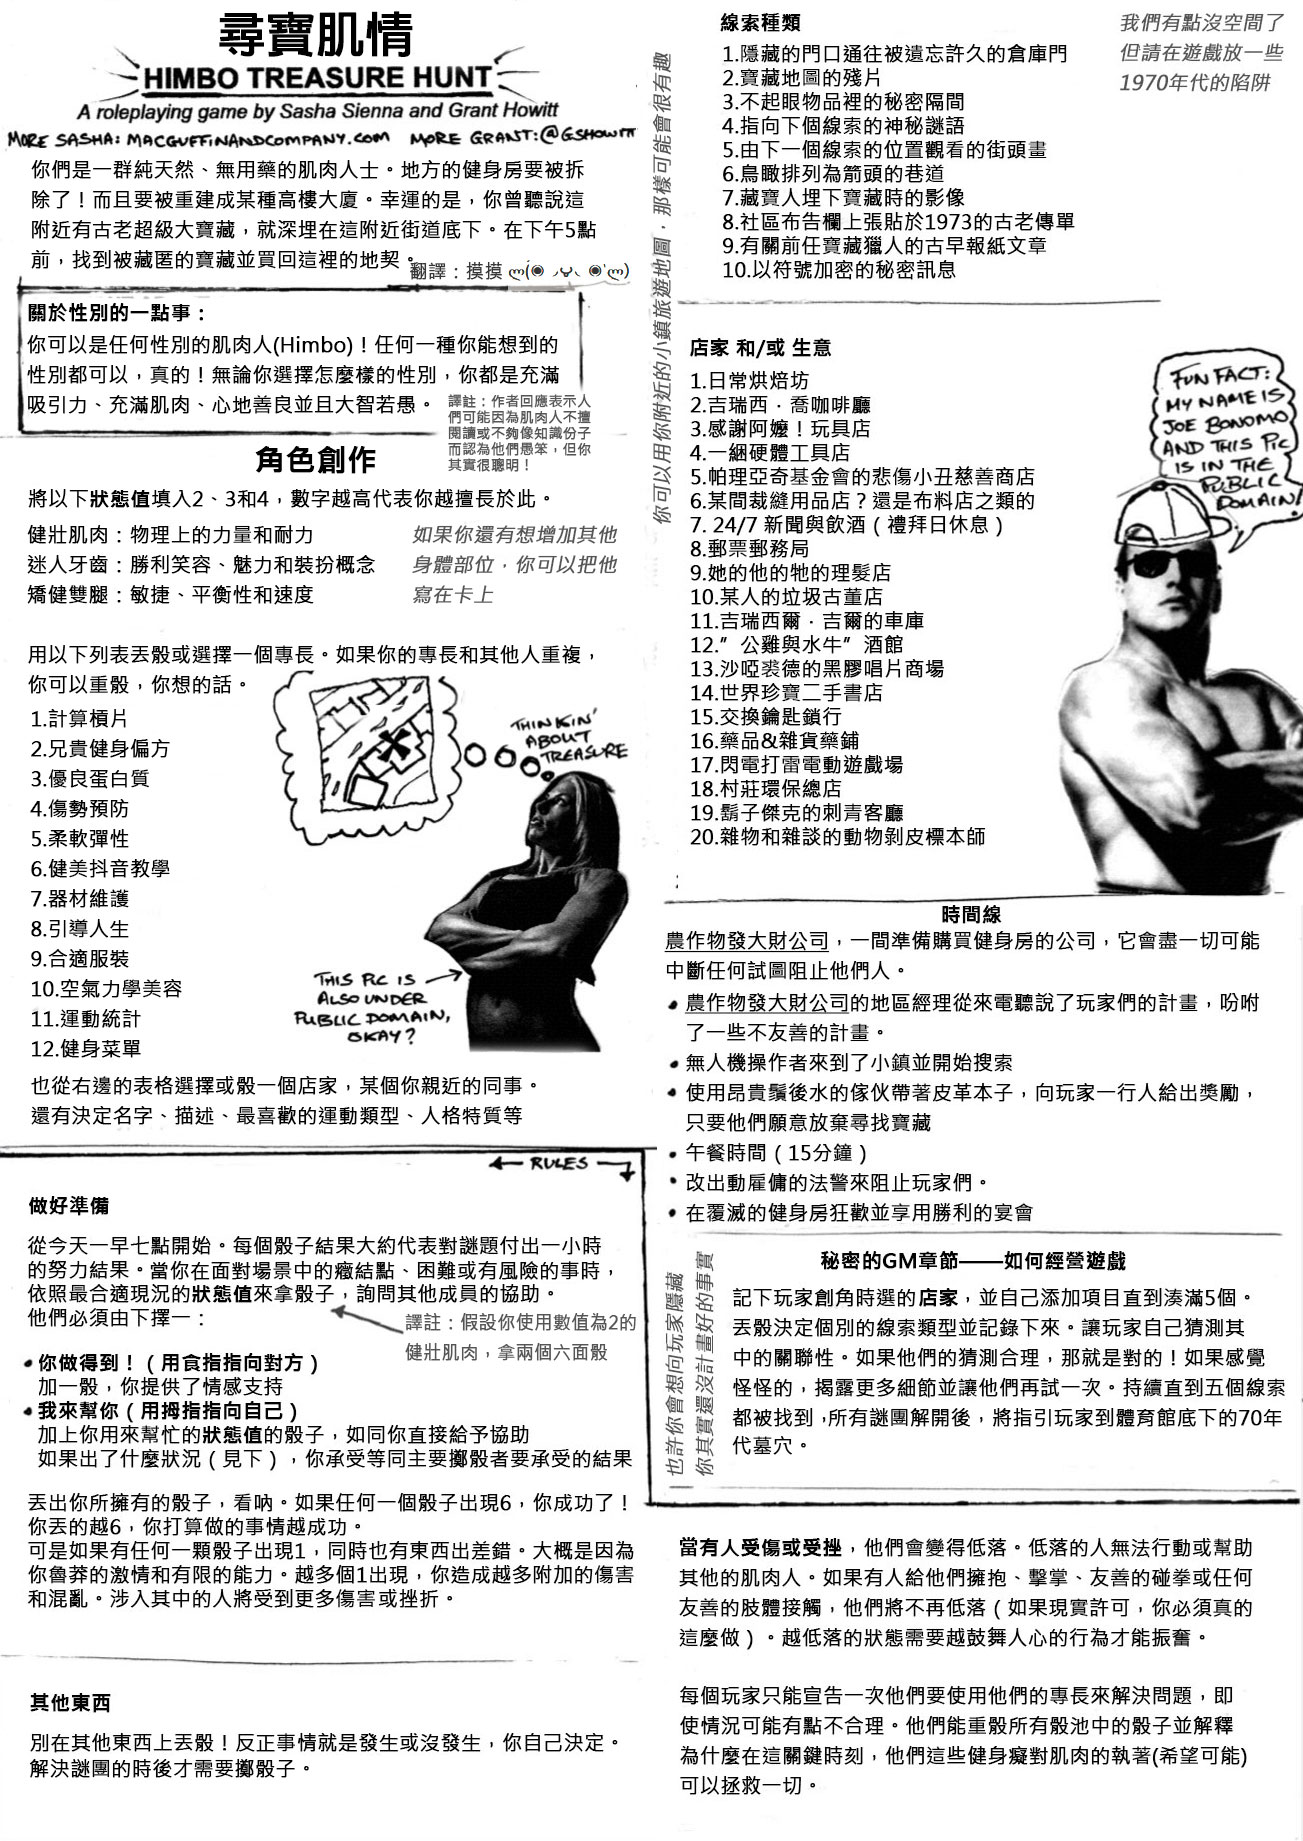 尋寶肌情
HIMBO TREASURE HUNT
A roleplaying game by Sasha Sienna and Grant Howitt
MORE SASHA: MACGUFFINANDCOMPANY.COM MORE GRANT: @GSHOWITT
你們是一群純天然、無用藥的肌肉人士。地方的健身房要被拆
除了！而且要被重建成某種高樓大廈。幸運的是，你曾聽說這
附近有古老超級大寶藏，就深埋在這附近街道底下。在下午5點
前，找到被藏匿的寶藏並買回這裡的地契。
翻譯：摸摸 ლ(́◉◞౪◟◉‵ლ)
關於性別的一點事：
你可以是任何性別的肌肉人(Himbo)！任何一種你能想到的
性別都可以，真的！無論你選擇怎麼樣的性別，你都是充滿
吸引力、充滿肌肉、心地善良並且大智若愚。
譯註：作者回應表示人
們可能因為肌肉人不擅
閱讀或不夠像知識份子
而認為他們愚笨，但你
其實很聰明！
角色創作
將以下狀態值填入2、3和4，數字越高代表你越擅長於此。
健壯肌肉：物理上的力量和耐力
迷人牙齒：勝利笑容、魅力和裝扮概念
矯健雙腿：敏捷、平衡性和速度
如果你還有想增加其他
身體部位，你可以把他
寫在卡上
用以下列表丟骰或選擇一個專長。如果你的專長和其他人重複，
你可以重骰，你想的話。
1.計算槓片
2.兄貴健身偏方
3.優良蛋白質
4.傷勢預防
5.柔軟彈性
6.健美抖音教學
7.器材維護
8.引導人生
9.合適服裝
10.空氣力學美容
11.運動統計
12.健身菜單
THINKIN'
ABOUT
TREASURE
THIS PIC IS
ALSO UNDER
PUBLIC DOMAIN,
OKAY?
也從右邊的表格選擇或骰一個店家，某個你親近的同事。
還有決定名字、描述、最喜歡的運動類型、人格特質等
RULES
做好準備
從今天一早七點開始。每個骰子結果大約代表對謎題付出一小時
的努力結果。當你在面對場景中的癥結點、困難或有風險的事時，
依照最合適現況的狀態值來拿骰子，詢問其他成員的協助。
他們必須由下擇一：
譯註：假設你使用數值為2的
健壯肌肉，拿兩個六面骰
• 你做得到！（用食指指向對方）
加一骰，你提供了情感支持
• 我來幫你（用拇指指向自己）
加上你用來幫忙的狀態值的骰子，如同你直接給予協助
如果出了什麼狀況（見下），你承受等同主要擲骰者要承受的結果
丟出你所擁有的骰子，看吶。如果任何一個骰子出現6，你成功了！
你丟的越6，你打算做的事情越成功。
可是如果有任何一顆骰子出現1，同時也有東西出差錯。大概是因為
你魯莽的激情和有限的能力。越多個1出現，你造成越多附加的傷害
和混亂。涉入其中的人將受到更多傷害或挫折。
其他東西
別在其他東西上丟骰！反正事情就是發生或沒發生，你自己決定。
解決謎團的時後才需要擲骰子。
你可以用你附近的小鎮旅遊地圖，那樣可能會很有趣
線索種類
1.隱藏的門口通往被遺忘許久的倉庫門
2.寶藏地圖的殘片
3.不起眼物品裡的秘密隔間
4.指向下個線索的神秘謎語
5.由下一個線索的位置觀看的街頭畫
6.鳥瞰排列為箭頭的巷道
7.藏寶人埋下寶藏時的影像
8.社區布告欄上張貼於1973的古老傳單
9.有關前任寶藏獵人的古早報紙文章
10.以符號加密的秘密訊息
我們有點沒空間了
但請在遊戲放一些
1970年代的陷阱
店家 和/或 生意
1.日常烘焙坊
2.吉瑞西．喬咖啡廳
3.感謝阿嬤！玩具店
4.一綑硬體工具店
5.帕理亞奇基金會的悲傷小丑慈善商店
6.某間裁縫用品店？還是布料店之類的
7. 24/7 新聞與飲酒（禮拜日休息）
8.郵票郵務局
9.她的他的牠的理髮店
10.某人的垃圾古董店
11.吉瑞西爾．吉爾的車庫
12.”公雞與水牛”酒館
13.沙啞裘德的黑膠唱片商場
14.世界珍寶二手書店
15.交換鑰匙鎖行
16.藥品&雜貨藥鋪
17.閃電打雷電動遊戲場
18.村莊環保總店
19.鬍子傑克的刺青客廳
20.雜物和雜談的動物剝皮標本師
FUN FACT:
MY NAME IS
JOE BONOMO
AND THIS PIC
IS IN THE
PUBLIC
DOMAIN!
時間線
農作物發大財公司，一間準備購買健身房的公司，它會盡一切可能
中斷任何試圖阻止他們人。
• 農作物發大財公司的地區經理從來電聽說了玩家們的計畫，吩咐
了一些不友善的計畫。
• 無人機操作者來到了小鎮並開始搜索
• 使用昂貴鬚後水的傢伙帶著皮革本子，向玩家一行人給出獎勵，
只要他們願意放棄尋找寶藏
• 午餐時間（15分鐘）
• 改出動雇傭的法警來阻止玩家們。
• 在覆滅的健身房狂歡並享用勝利的宴會
也許你會想向玩家隱藏
你其實還沒計畫好的事實
秘密的GM章節——如何經營遊戲
記下玩家創角時選的店家，並自己添加項目直到湊滿5個。
丟骰決定個別的線索類型並記錄下來。讓玩家自己猜測其
中的關聯性。如果他們的猜測合理，那就是對的！如果感覺
怪怪的，揭露更多細節並讓他們再試一次。持續直到五個線索
都被找到，所有謎團解開後，將指引玩家到體育館底下的70年
代墓穴。
當有人受傷或受挫，他們會變得低落。低落的人無法行動或幫助
其他的肌肉人。如果有人給他們擁抱、擊掌、友善的碰拳或任何
友善的肢體接觸，他們將不再低落（如果現實許可，你必須真的
這麼做）。越低落的狀態需要越鼓舞人心的行為才能振奮。
每個玩家只能宣告一次他們要使用他們的專長來解決問題，即
使情況可能有點不合理。他們能重骰所有骰池中的骰子並解釋
為什麼在這關鍵時刻，他們這些健身癡對肌肉的執著(希望可能)
可以拯救一切。